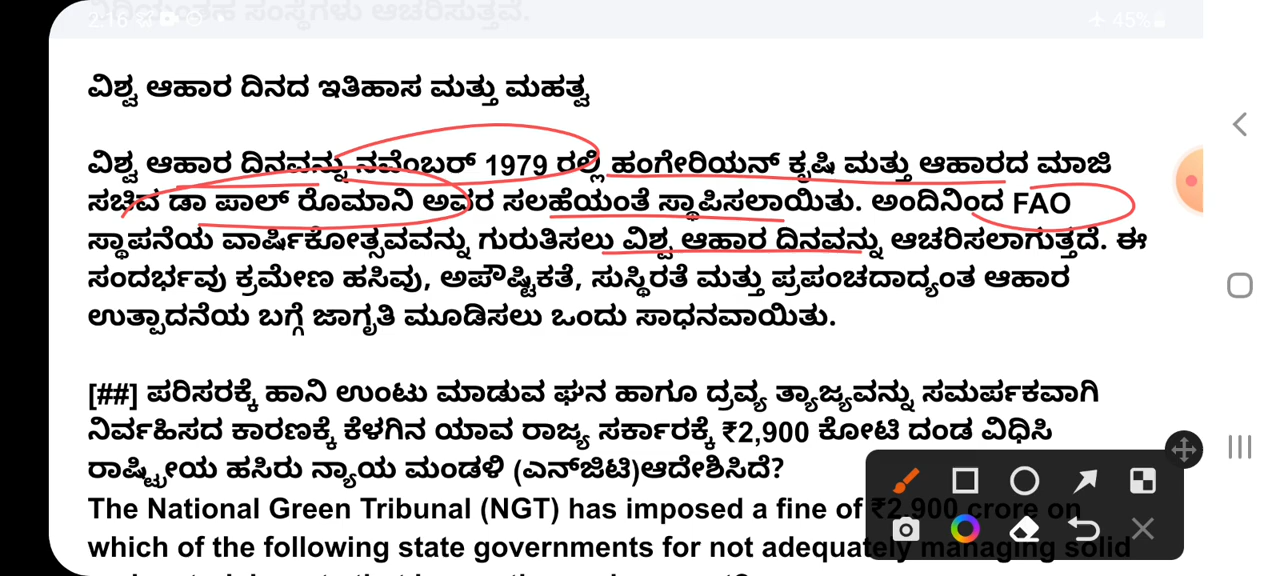 2:16
45%
ವಿಶ್ವ ಆಹಾರ ದಿನದ ಇತಿಹಾಸ ಮತ್ತು ಮಹತ್ವ
ವಿಶ್ವ ಆಹಾರ ದಿನವನ್ನು ನವೆಂಬರ್ 1979 ರಲ್ಲಿ ಹಂಗೇರಿಯನ್ ಕೃಷಿ ಮತ್ತು ಆಹಾರದ ಮಾಜಿ
ಸಚಿವ ಡಾ ಪಾಲ್ ರೊಮಾನಿ ಅವರ ಸಲಹೆಯಂತೆ ಸ್ಥಾಪಿಸಲಾಯಿತು. ಅಂದಿನಿಂದ FAO
ಸ್ಥಾಪನೆಯ ವಾರ್ಷಿಕೋತ್ಸವವನ್ನು ಗುರುತಿಸಲು ವಿಶ್ವ ಆಹಾರ ದಿನವನ್ನು ಆಚರಿಸಲಾಗುತ್ತದೆ. ಈ
ಸಂದರ್ಭವು ಕ್ರಮೇಣ ಹಸಿವು, ಅಪೌಷ್ಟಿಕತೆ, ಸುಸ್ಥಿರತೆ ಮತ್ತು ಪ್ರಪಂಚದಾದ್ಯಂತ ಆಹಾರ
ಉತ್ಪಾದನೆಯ ಬಗ್ಗೆ ಜಾಗೃತಿ ಮೂಡಿಸಲು ಒಂದು ಸಾಧನವಾಯಿತು.
[##] ಪರಿಸರಕ್ಕೆ ಹಾನಿ ಉಂಟು ಮಾಡುವ ಘನ ಹಾಗೂ ದ್ರವ್ಯ ತ್ಯಾಜ್ಯವನ್ನು ಸಮರ್ಪಕವಾಗಿ
ನಿರ್ವಹಿಸದ ಕಾರಣಕ್ಕೆ ಕೆಳಗಿನ ಯಾವ ರಾಜ್ಯ ಸರ್ಕಾರಕ್ಕೆ ₹2,900 ಕೋಟಿ ದಂಡ ವಿಧಿಸಿ
ರಾಷ್ಟ್ರೀಯ ಹಸಿರು ನ್ಯಾಯ ಮಂಡಳಿ (ಎನ್‌ಜಿಟಿ)ಆದೇಶಿಸಿದೆ?
The National Green Tribunal (NGT) has imposed a fine of ₹2,900 crore on
which of the following state governments for not adequately managing solid